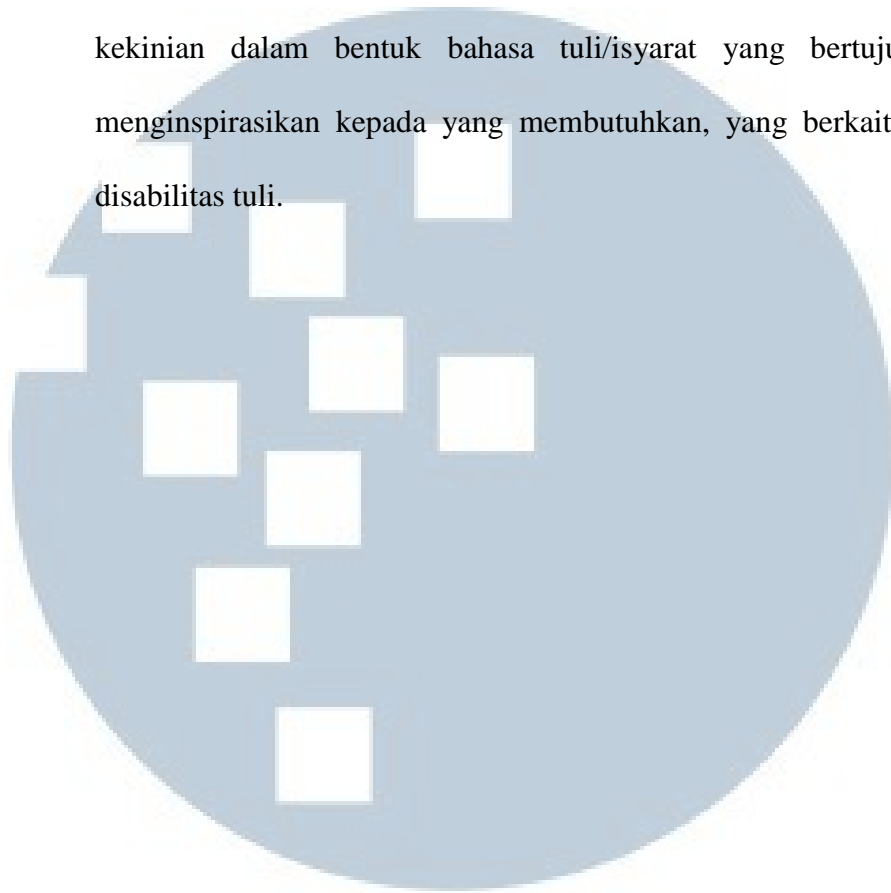 kekinian dalam bentuk bahasa tuli/isyarat yang bertuju
menginspirasikan kepada yang membutuhkan, yang berkait
disabilitas tuli.